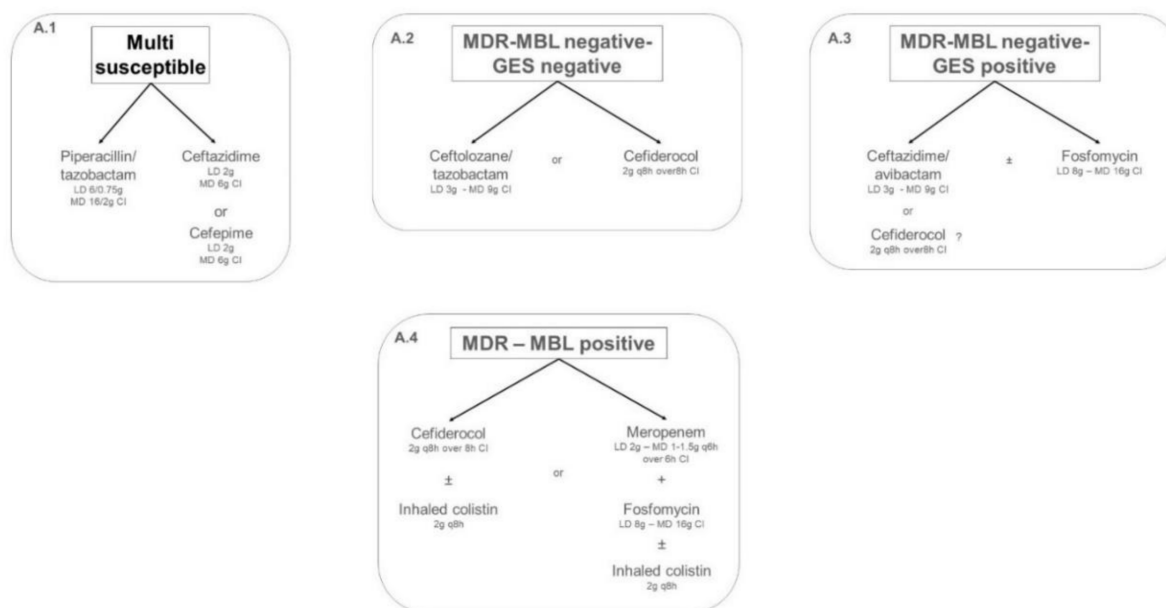 A.1
Multi
susceptible
Piperacillin/
tazobactam
LD 6/0.75g
MD 16/2g CI
Ceftazidime
LD 2g
MD 6g CI
or
Cefepime
LD 2g
MD 6g CI
A.2
MDR-MBL negative-
GES negative
Ceftolozane/
tazobactam
LD 3g - MD 9g CI
or
Cefiderocol
2g q8h over8h CI
A.3
MDR-MBL negative-
GES positive
Ceftazidime/
avibactam
LD 3g - MD 9g CI
or
Cefiderocol ?
2g q8h over8h CI
±
Fosfomycin
LD 8g – MD 16g CI
A.4
MDR – MBL positive
Cefiderocol
2g q8h over 8h CI
±
Inhaled colistin
2g q8h
or
Meropenem
LD 2g – MD 1-1.5g q6h
over 6h CI
+
Fosfomycin
LD 8g – MD 16g CI
±
Inhaled colistin
2g q8h